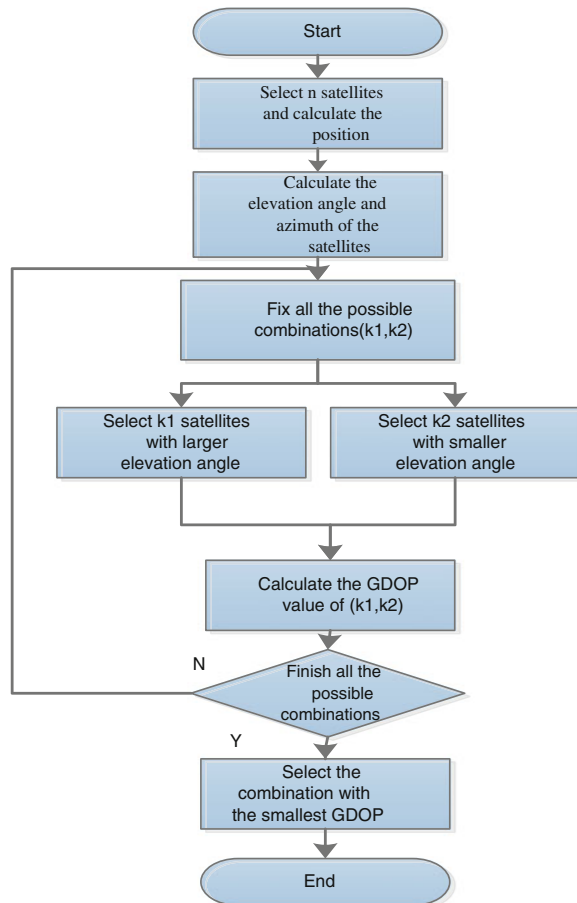 Start
Select n satellites
and calculate the
position
Calculate the
elevation angle and
azimuth of the
satellites
Fix all the possible
combinations(k1,k2)
Select k1 satellites
with larger
elevation angle
Select k2 satellites
with smaller
elevation angle
Calculate the GDOP
value of (k1,k2)
N
Finish all the
possible
combinations
Y
Select the
combination with
the smallest GDOP
End